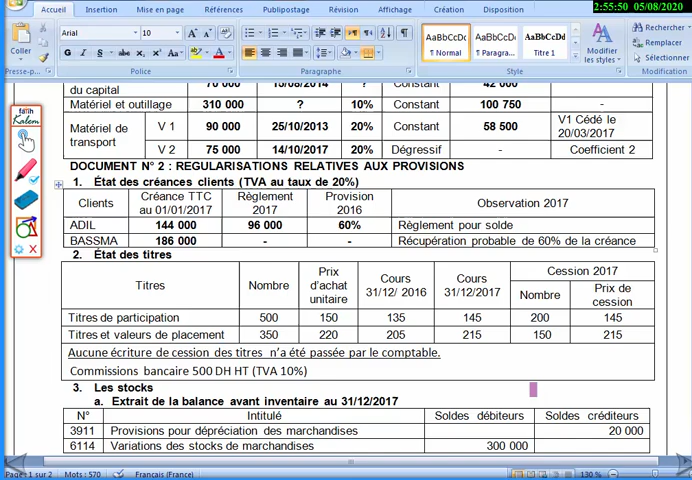 2:55:50 05/08/2020
Accueil Insertion Mise en page Références Publipostage Révision Affichage Création Disposition
Arial 10
AaBbCcDc AaBbCcDc AaBbCcDc
Rechercher
Remplacer
Sélectionner
Coller
¶ Normal ¶ Paragra... Titre 1
Modifier les styles
Presse-p... Police Paragraphe Style Modification
du capital 70 000 15/08/2014 ? Constant 42 000
Matériel et outillage 310 000 ? 10% Constant 100 750 -
Matériel de transport V 1 90 000 25/10/2013 20% Constant 58 500 V1 Cédé le 20/03/2017
V 2 75 000 14/10/2017 20% Dégressif - Coefficient 2
DOCUMENT N° 2 : REGULARISATIONS RELATIVES AUX PROVISIONS
1. État des créances clients (TVA au taux de 20%)
Clients Créance TTC au 01/01/2017 Règlement 2017 Provision 2016 Observation 2017
ADIL 144 000 96 000 60% Règlement pour solde
BASSMA 186 000 - - Récupération probable de 60% de la créance
2. État des titres
Titres Nombre Prix d'achat unitaire Cours 31/12/ 2016 Cours 31/12/2017 Cession 2017
Nombre Prix de cession
Titres de participation 500 150 135 145 200 145
Titres et valeurs de placement 350 220 205 215 150 215
Aucune écriture de cession des titres n'a été passée par le comptable.
Commissions bancaire 500 DH HT (TVA 10%)
3. Les stocks
a. Extrait de la balance avant inventaire au 31/12/2017
N° Intitulé Soldes débiteurs Soldes créditeurs
3911 Provisions pour dépréciation des marchandises 20 000
6114 Variations des stocks de marchandises 300 000
Page : 1 sur 2 Mots : 570 Français (France) 130 %
fatih
Kalem